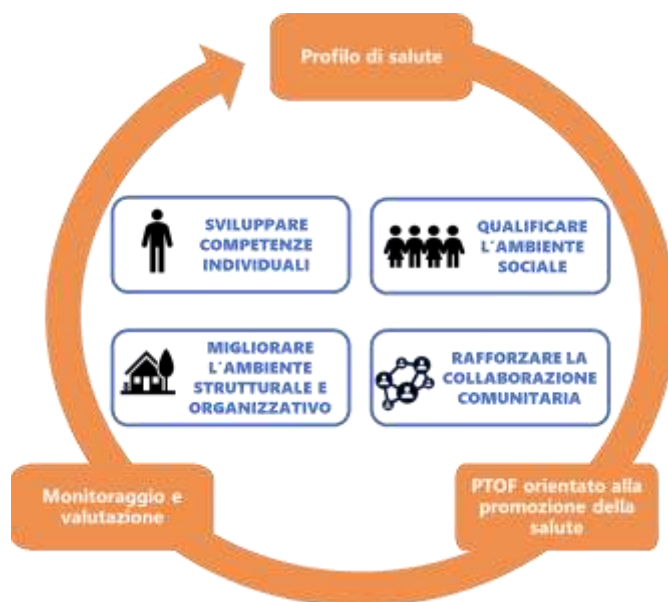 Profilo di salute
SVILUPPARE
COMPETENZE
INDIVIDUALI
QUALIFICARE
L'AMBIENTE
SOCIALE
MIGLIORARE
L'AMBIENTE
STRUTTURALE E
ORGANIZZATIVO
RAFFORZARE LA
COLLABORAZIONE
COMUNITARIA
Monitoraggio e
valutazione
PTOF orientato alla
promozione della
salute